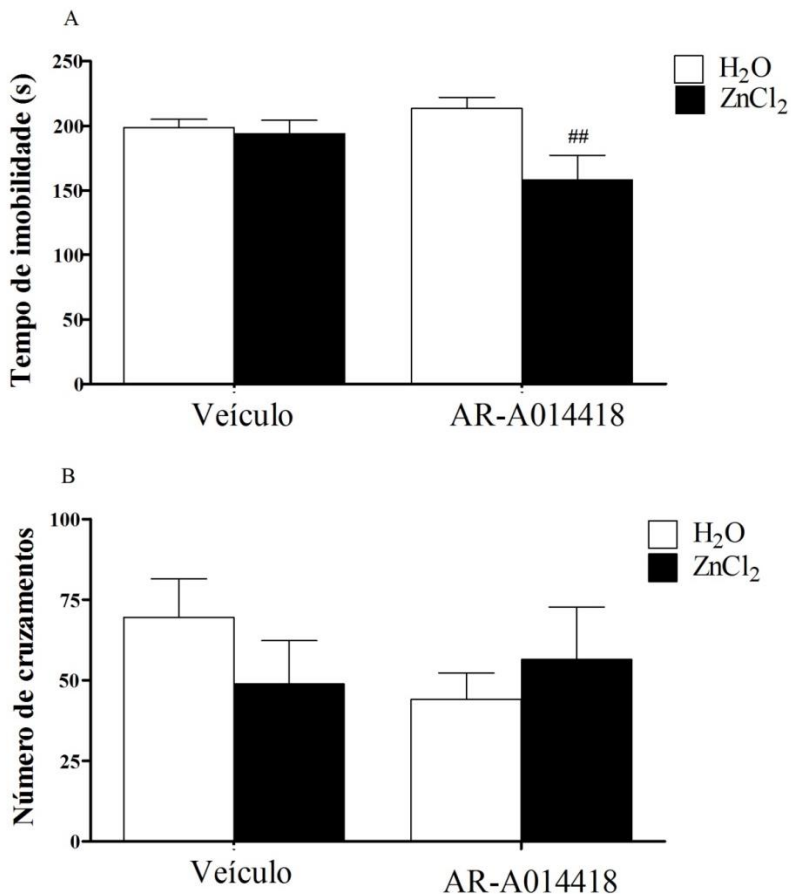 A
Tempo de imobilidade (s)
250
200
150
100
50
0
##
H₂O
ZnCl₂
Veículo
AR-A014418
B
Número de cruzamentos
100
75
50
25
0
H₂O
ZnCl₂
Veículo
AR-A014418